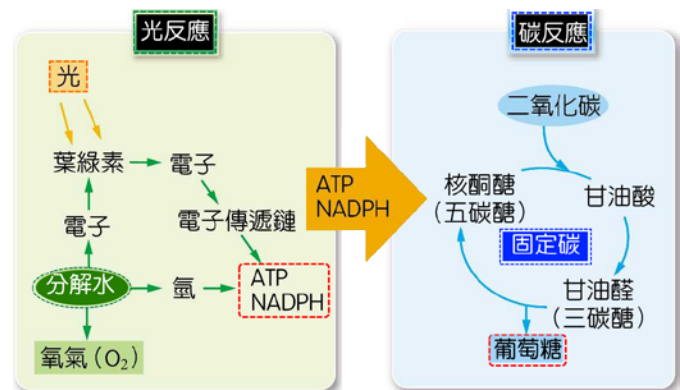 光反應
光
葉綠素
電子
電子
電子傳遞鏈
分解水
氫
ATP
NADPH
氧氣(O₂)
ATP
NADPH
碳反應
二氧化碳
核酮醣
(五碳醣)
甘油酸
固定碳
甘油醛
(三碳醣)
葡萄糖